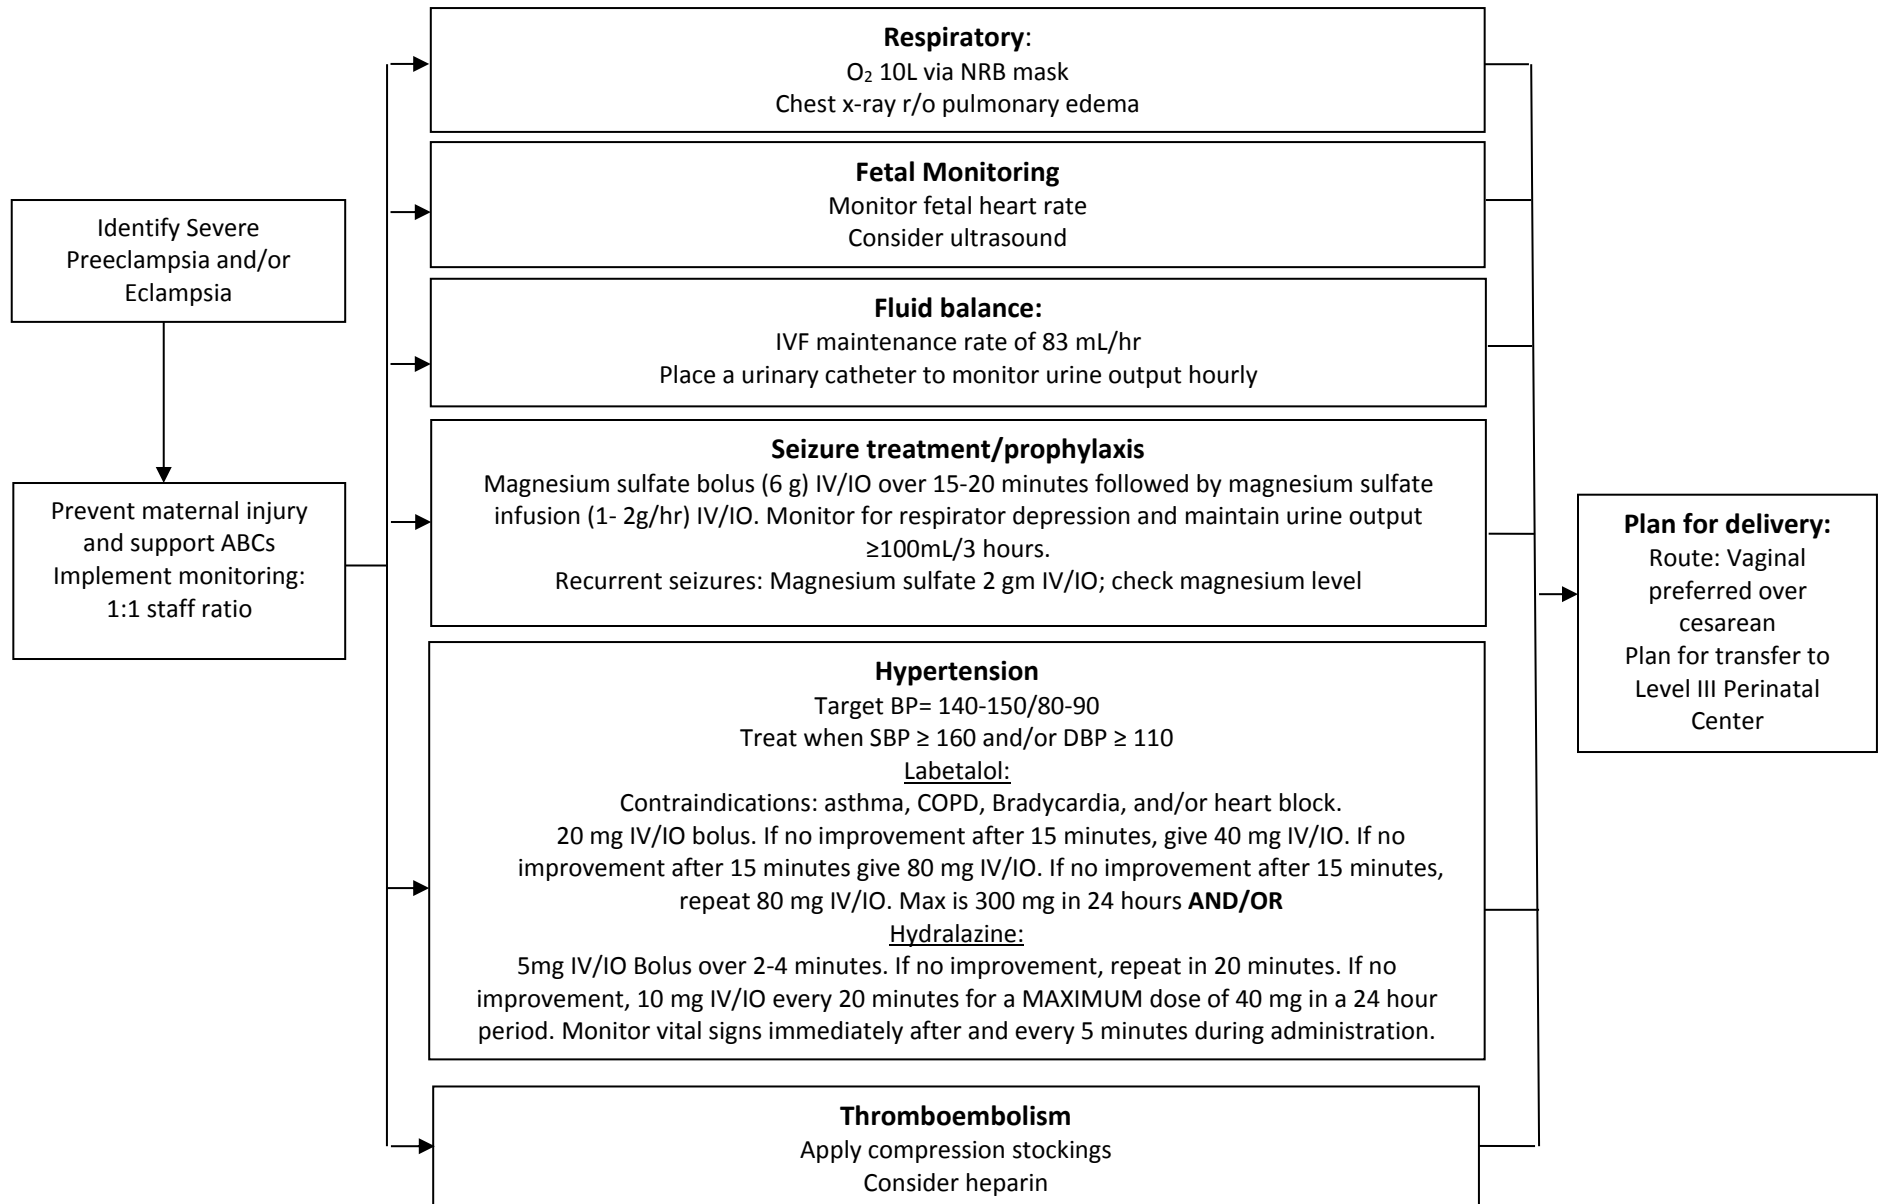 Identify Severe
Preeclampsia and/or
Eclampsia
Prevent maternal injury
and support ABCs
Implement monitoring:
1:1 staff ratio
Respiratory:
O₂ 10L via NRB mask
Chest x-ray r/o pulmonary edema
Fetal Monitoring
Monitor fetal heart rate
Consider ultrasound
Fluid balance:
IVF maintenance rate of 83 mL/hr
Place a urinary catheter to monitor urine output hourly
Seizure treatment/prophylaxis
Magnesium sulfate bolus (6 g) IV/IO over 15-20 minutes followed by magnesium sulfate
infusion (1- 2g/hr) IV/IO. Monitor for respirator depression and maintain urine output
≥100mL/3 hours.
Recurrent seizures: Magnesium sulfate 2 gm IV/IO; check magnesium level
Hypertension
Target BP= 140-150/80-90
Treat when SBP ≥ 160 and/or DBP ≥ 110
Labetalol:
Contraindications: asthma, COPD, Bradycardia, and/or heart block.
20 mg IV/IO bolus. If no improvement after 15 minutes, give 40 mg IV/IO. If no
improvement after 15 minutes give 80 mg IV/IO. If no improvement after 15 minutes,
repeat 80 mg IV/IO. Max is 300 mg in 24 hours AND/OR
Hydralazine:
5mg IV/IO Bolus over 2-4 minutes. If no improvement, repeat in 20 minutes. If no
improvement, 10 mg IV/IO every 20 minutes for a MAXIMUM dose of 40 mg in a 24 hour
period. Monitor vital signs immediately after and every 5 minutes during administration.
Thromboembolism
Apply compression stockings
Consider heparin
Plan for delivery:
Route: Vaginal
preferred over
cesarean
Plan for transfer to
Level III Perinatal
Center